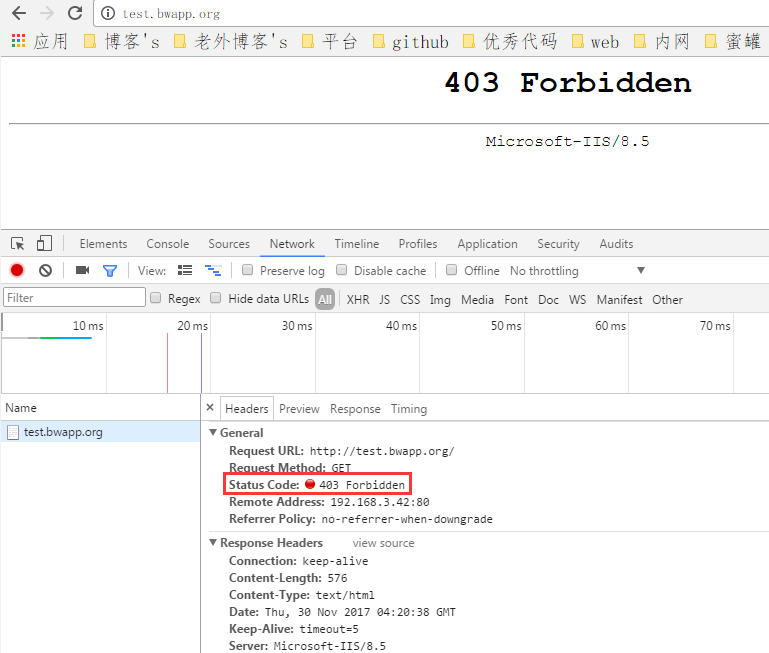 test.bwapp.org
应用 博客's 老外博客's 平台 github 优秀代码 web 内网 蜜罐
403 Forbidden
Microsoft-IIS/8.5
Elements Console Sources Network Timeline Profiles Application Security Audits
View: Preserve log Disable cache Offline No throttling
Filter Regex Hide data URLs All XHR JS CSS Img Media Font Doc WS Manifest Other
10 ms 20 ms 30 ms 40 ms 50 ms 60 ms 70 ms
Name × Headers Preview Response Timing
test.bwapp.org
General
Request URL: http://test.bwapp.org/
Request Method: GET
Status Code: 403 Forbidden
Remote Address: 192.168.3.42:80
Referrer Policy: no-referrer-when-downgrade
Response Headers view source
Connection: keep-alive
Content-Length: 576
Content-Type: text/html
Date: Thu, 30 Nov 2017 04:20:38 GMT
Keep-Alive: timeout=5
Server: Microsoft-IIS/8.5